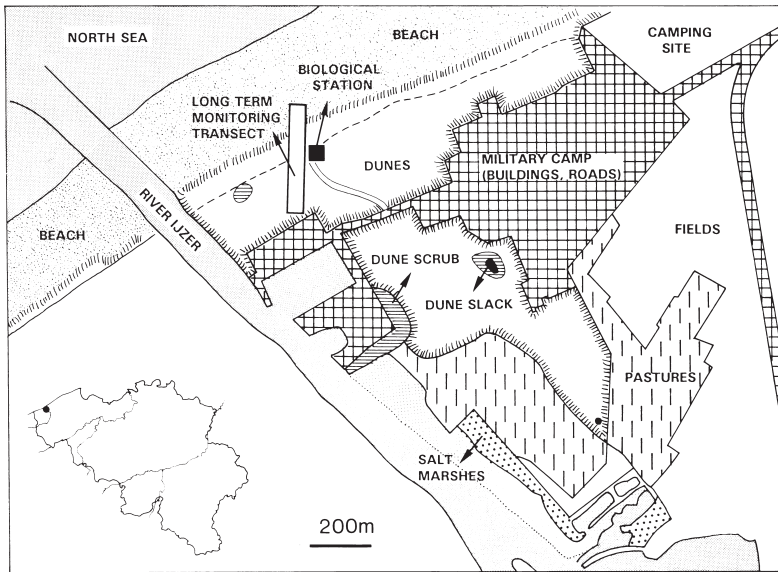 NORTH SEA
BEACH
CAMPING
SITE
BIOLOGICAL
STATION
LONG TERM
MONITORING
TRANSECT
DUNES
MILITARY CAMP
(BUILDINGS, ROADS)
RIVER IJZER
BEACH
FIELDS
DUNE SCRUB
DUNE SLACK
PASTURES
SALT
MARSHES
200m